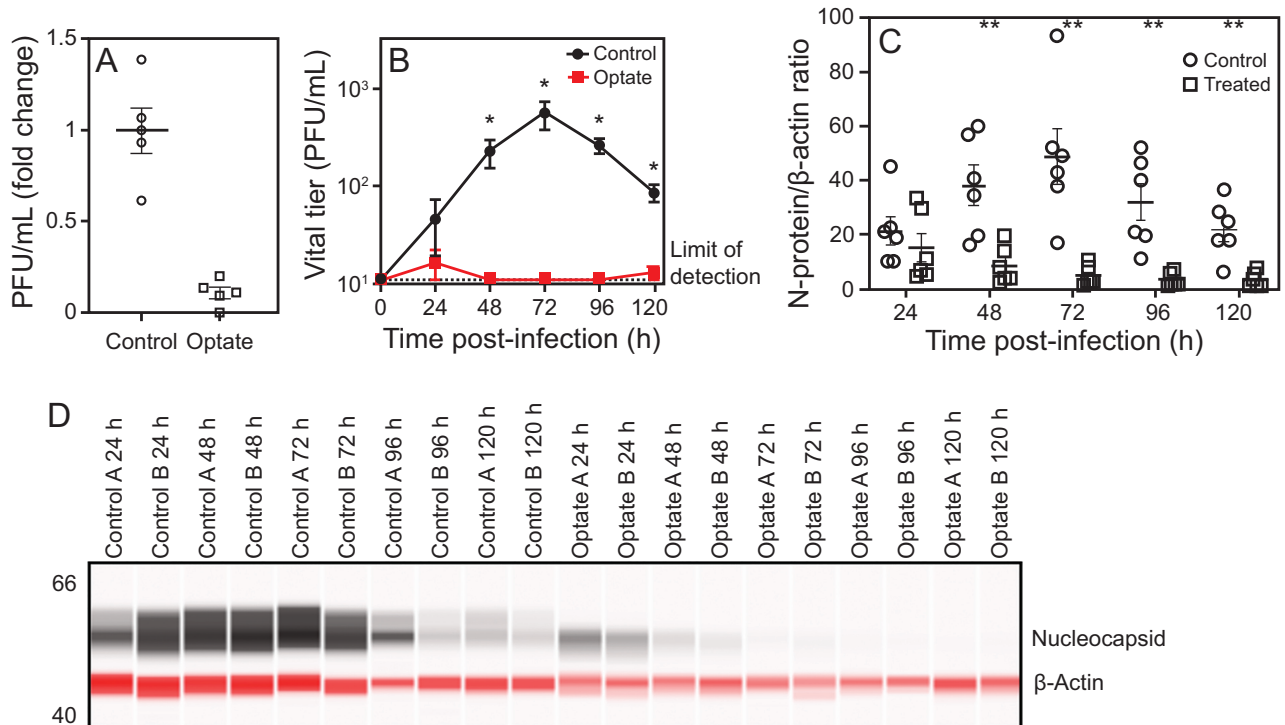 A
PFU/mL (fold change)
1.5
1
0.5
0
Control Optate
B
Vital tier (PFU/mL)
10³
10²
10¹
Control
Optate
*
*
*
*
Limit of
detection
0 24 48 72 96 120
Time post-infection (h)
C
N-protein/β-actin ratio
100
80
60
40
20
0
** ** ** **
Control
Treated
24 48 72 96 120
Time post-infection (h)
D
Control A 24 h
Control B 24 h
Control A 48 h
Control B 48 h
Control A 72 h
Control B 72 h
Control A 96 h
Control B 96 h
Control A 120 h
Control B 120 h
Optate A 24 h
Optate B 24 h
Optate A 48 h
Optate B 48 h
Optate A 72 h
Optate B 72 h
Optate A 96 h
Optate B 96 h
Optate A 120 h
Optate B 120 h
66
40
Nucleocapsid
β-Actin